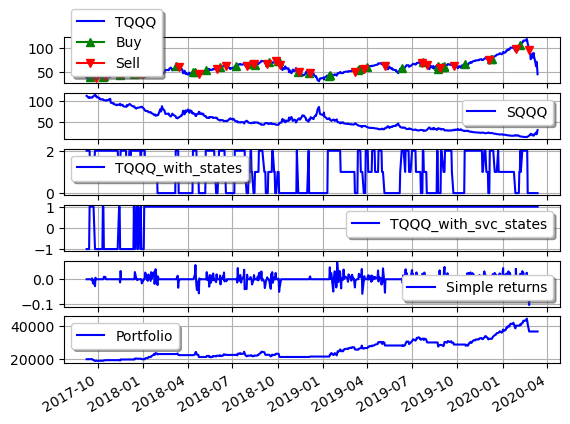 TQQQ
Buy
Sell
100
50
SQQQ
100
50
TQQQ_with_states
2
0
TQQQ_with_svc_states
1
0
−1
Simple returns
0.0
−0.1
Portfolio
40000
20000
2017-10 2018-01 2018-04 2018-07 2018-10 2019-01 2019-04 2019-07 2019-10 2020-01 2020-04